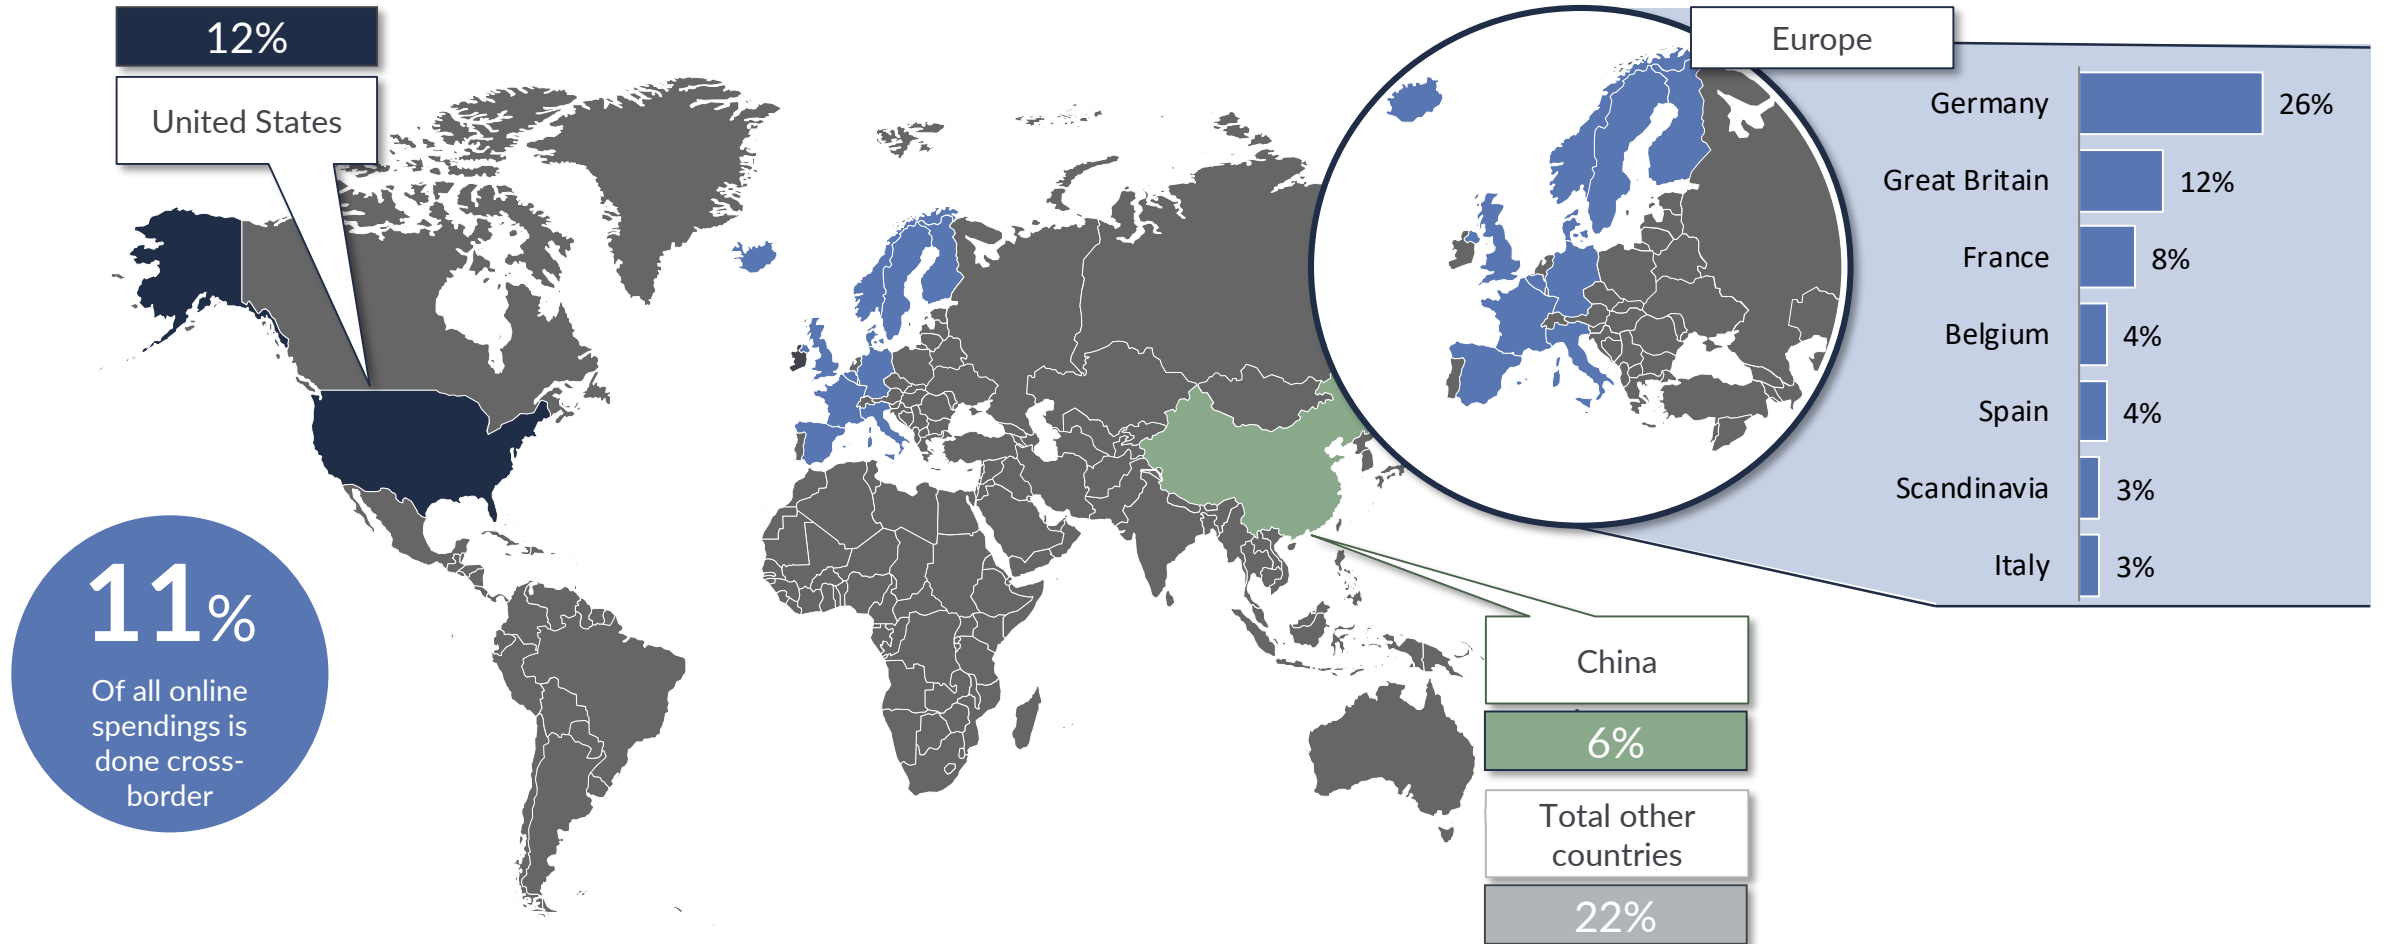 12%
United States
11%
Of all online
spendings is
done cross-
border
Europe
Germany 26%
Great Britain 12%
France 8%
Belgium 4%
Spain 4%
Scandinavia 3%
Italy 3%
China
6%
Total other
countries
22%